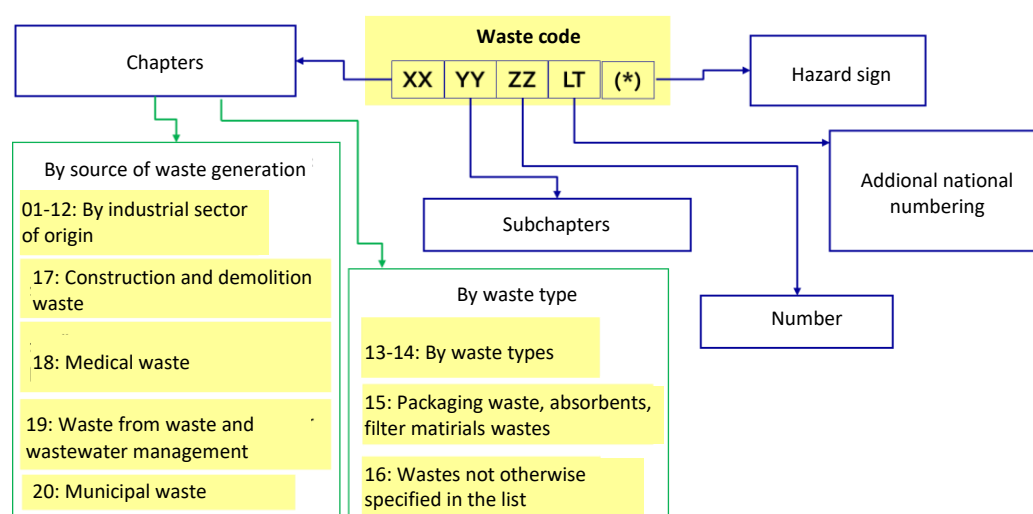 Waste code
Chapters
XX YY ZZ LT (*)
Hazard sign
By source of waste generation
01-12: By industrial sector
of origin
17: Construction and demolition
waste
18: Medical waste
19: Waste from waste and
wastewater management
20: Municipal waste
Subchapters
Addional national
numbering
By waste type
13-14: By waste types
15: Packaging waste, absorbents,
filter matirials wastes
16: Wastes not otherwise
specified in the list
Number